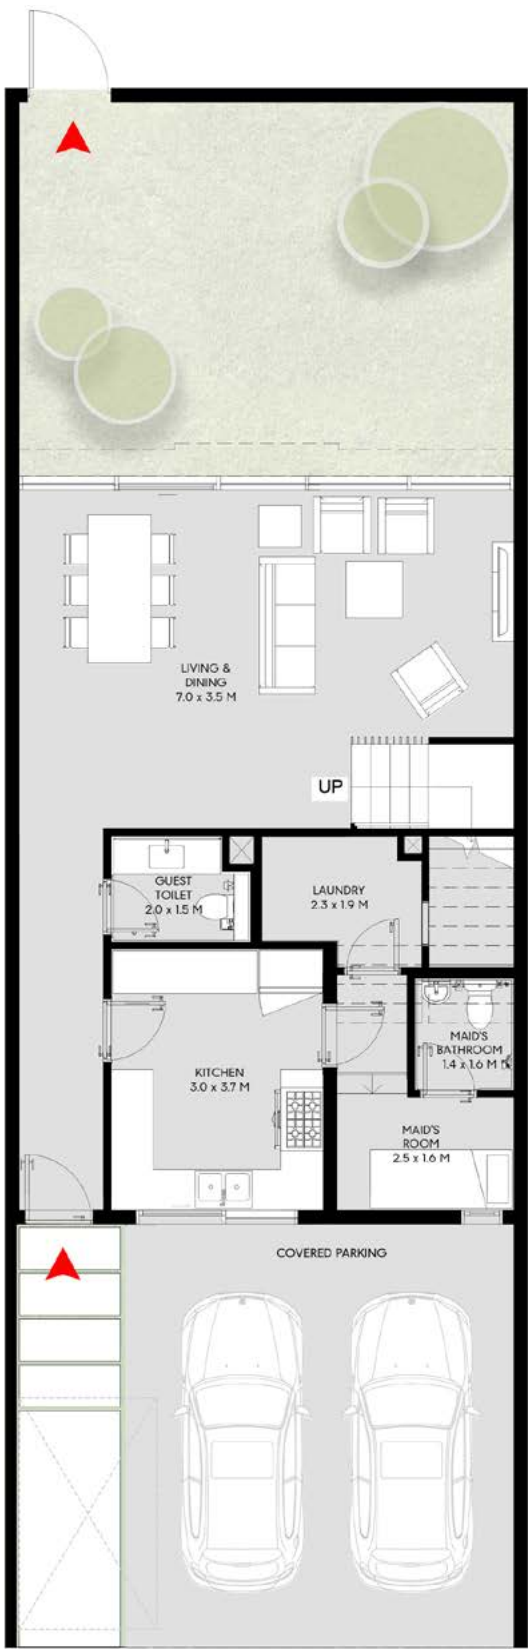 LIVING &
DINING
7.0 x 3.5 M
UP
GUEST
TOILET
2.0 x 1.5 M
LAUNDRY
2.3 x 1.9 M
MAID'S
BATHROOM
1.4 x 1.6 M
KITCHEN
3.0 x 3.7 M
MAID'S
ROOM
2.5 x 1.6 M
COVERED PARKING